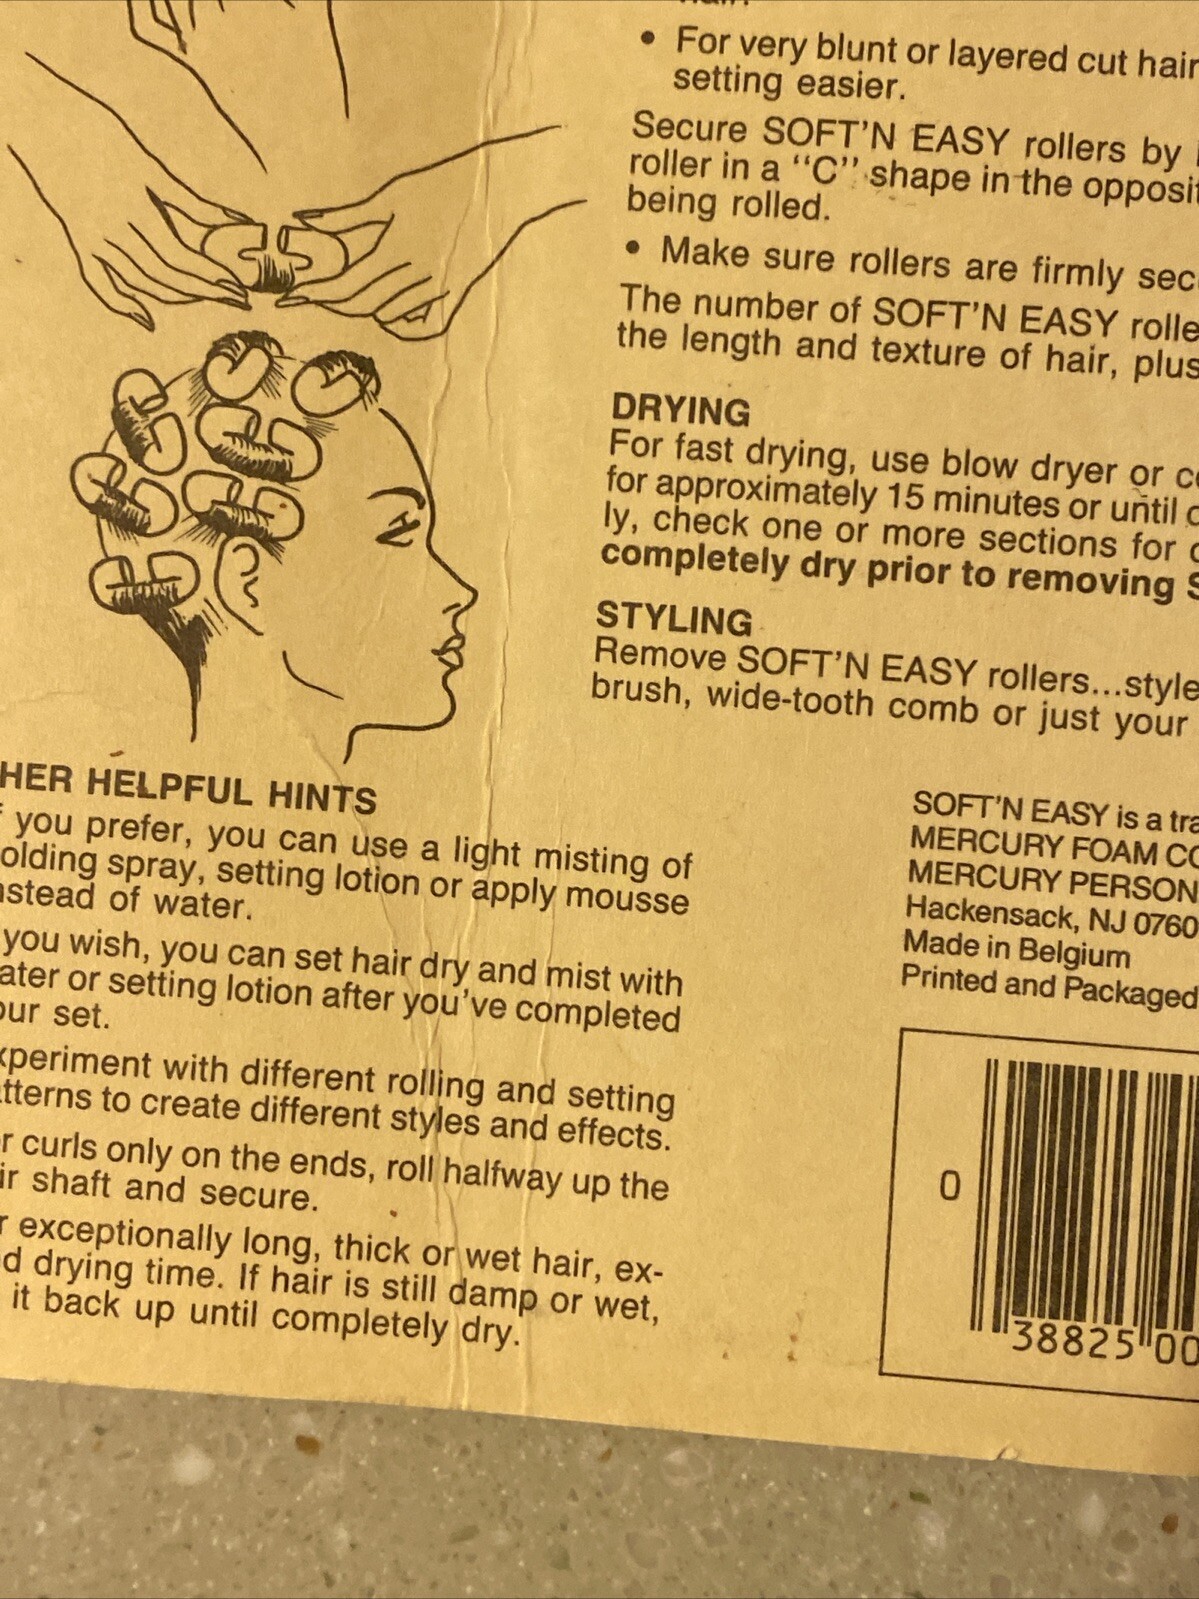 • For very blunt or layered cut hair
setting easier.
Secure SOFT'N EASY rollers by
roller in a "C" shape in the opposit
being rolled.
• Make sure rollers are firmly sec
The number of SOFT'N EASY rolle
the length and texture of hair, plus
DRYING
For fast drying, use blow dryer or c
for approximately 15 minutes or until
ly, check one or more sections for
completely dry prior to removing S
STYLING
Remove SOFT'N EASY rollers...style
brush, wide-tooth comb or just your
HER HELPFUL HINTS
you prefer, you can use a light misting of
olding spray, setting lotion or apply mousse
nstead of water.
you wish, you can set hair dry and mist with
ater or setting lotion after you've completed
our set.
xperiment with different rolling and setting
tterns to create different styles and effects.
r curls only on the ends, roll halfway up the
ir shaft and secure.
r exceptionally long, thick or wet hair, ex-
d drying time. If hair is still damp or wet,
it back up until completely dry.
SOFT'N EASY is a tra
MERCURY FOAM CO
MERCURY PERSON
Hackensack, NJ 0760
Made in Belgium
Printed and Packaged
0 38825 00